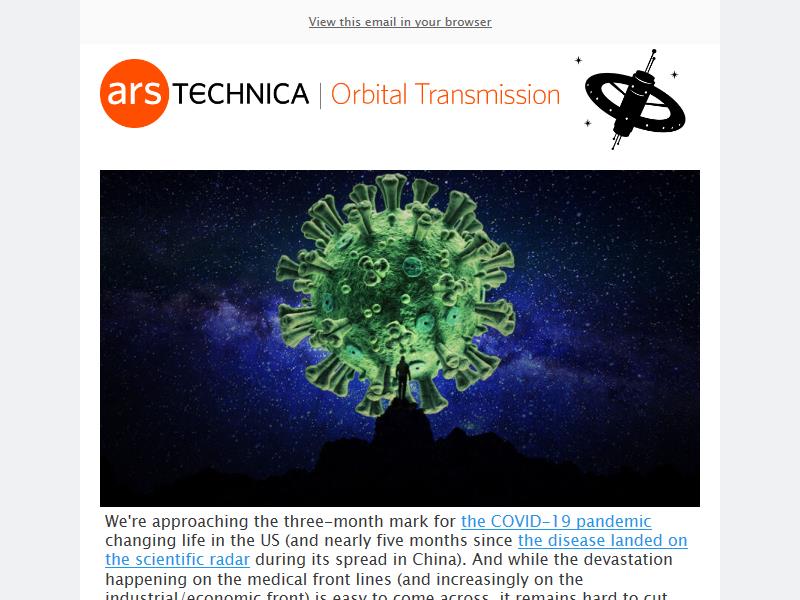 View this email in your browser
ars TECHNICA | Orbital Transmission
We're approaching the three-month mark for the COVID-19 pandemic
changing life in the US (and nearly five months since the disease landed on
the scientific radar during its spread in China). And while the devastation
happening on the medical front lines (and increasingly on the
industrial/economic front) is easy to come across, it remains hard to cut